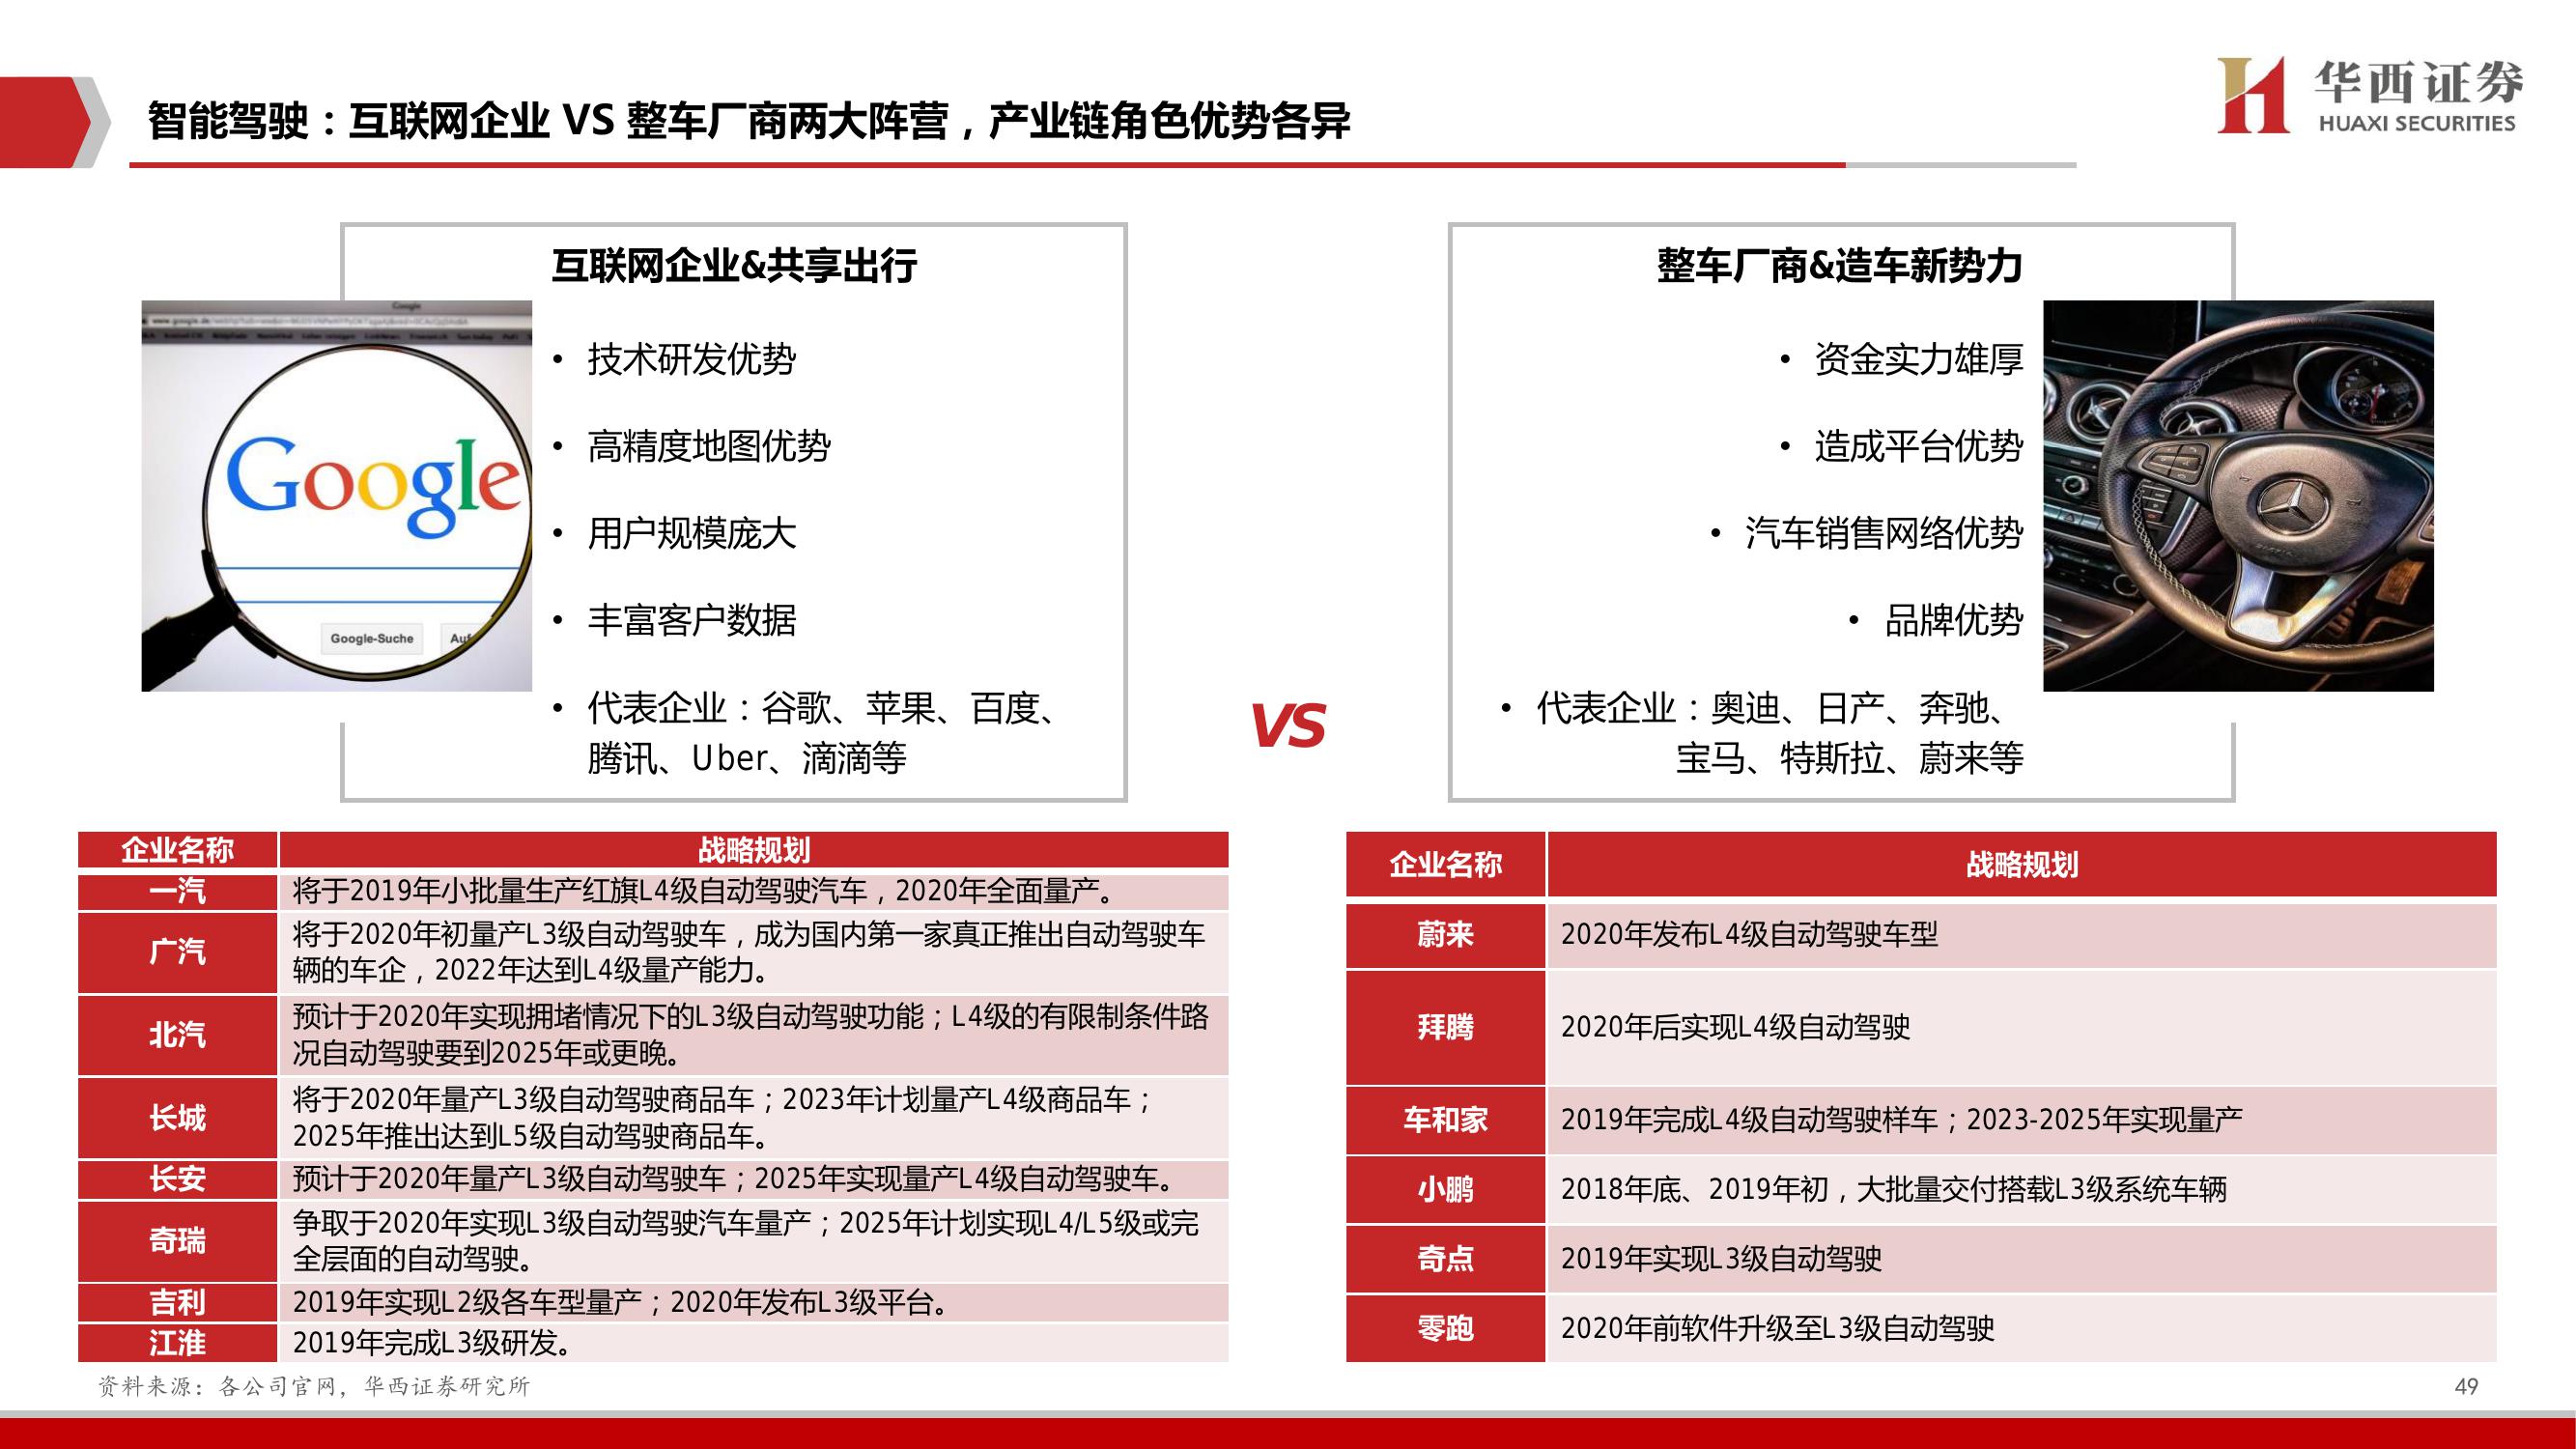 智能驾驶：互联网企业 VS 整车厂商两大阵营，产业链角色优势各异
华西证券
HUAXI SECURITIES
互联网企业&共享出行
Google
Google
Google-Suche
Auf
• 技术研发优势
• 高精度地图优势
• 用户规模庞大
• 丰富客户数据
• 代表企业：谷歌、苹果、百度、
腾讯、Uber、滴滴等
VS
整车厂商&造车新势力
• 资金实力雄厚
• 造成平台优势
• 汽车销售网络优势
• 品牌优势
• 代表企业：奥迪、日产、奔驰、
宝马、特斯拉、蔚来等
企业名称 战略规划
一汽 将于2019年小批量生产红旗L4级自动驾驶汽车，2020年全面量产。
广汽 将于2020年初量产L3级自动驾驶车，成为国内第一家真正推出自动驾驶车
辆的车企，2022年达到L4级量产能力。
北汽 预计于2020年实现拥堵情况下的L3级自动驾驶功能；L4级的有限制条件路
况自动驾驶要到2025年或更晚。
长城 将于2020年量产L3级自动驾驶商品车；2023年计划量产L4级商品车；
2025年推出达到L5级自动驾驶商品车。
长安 预计于2020年量产L3级自动驾驶车；2025年实现量产L4级自动驾驶车。
奇瑞 争取于2020年实现L3级自动驾驶汽车量产；2025年计划实现L4/L5级或完
全层面的自动驾驶。
吉利 2019年实现L2级各车型量产；2020年发布L3级平台。
江淮 2019年完成L3级研发。
企业名称 战略规划
蔚来 2020年发布L4级自动驾驶车型
拜腾 2020年后实现L4级自动驾驶
车和家 2019年完成L4级自动驾驶样车；2023-2025年实现量产
小鹏 2018年底、2019年初，大批量交付搭载L3级系统车辆
奇点 2019年实现L3级自动驾驶
零跑 2020年前软件升级至L3级自动驾驶
资料来源：各公司官网，华西证券研究所
49